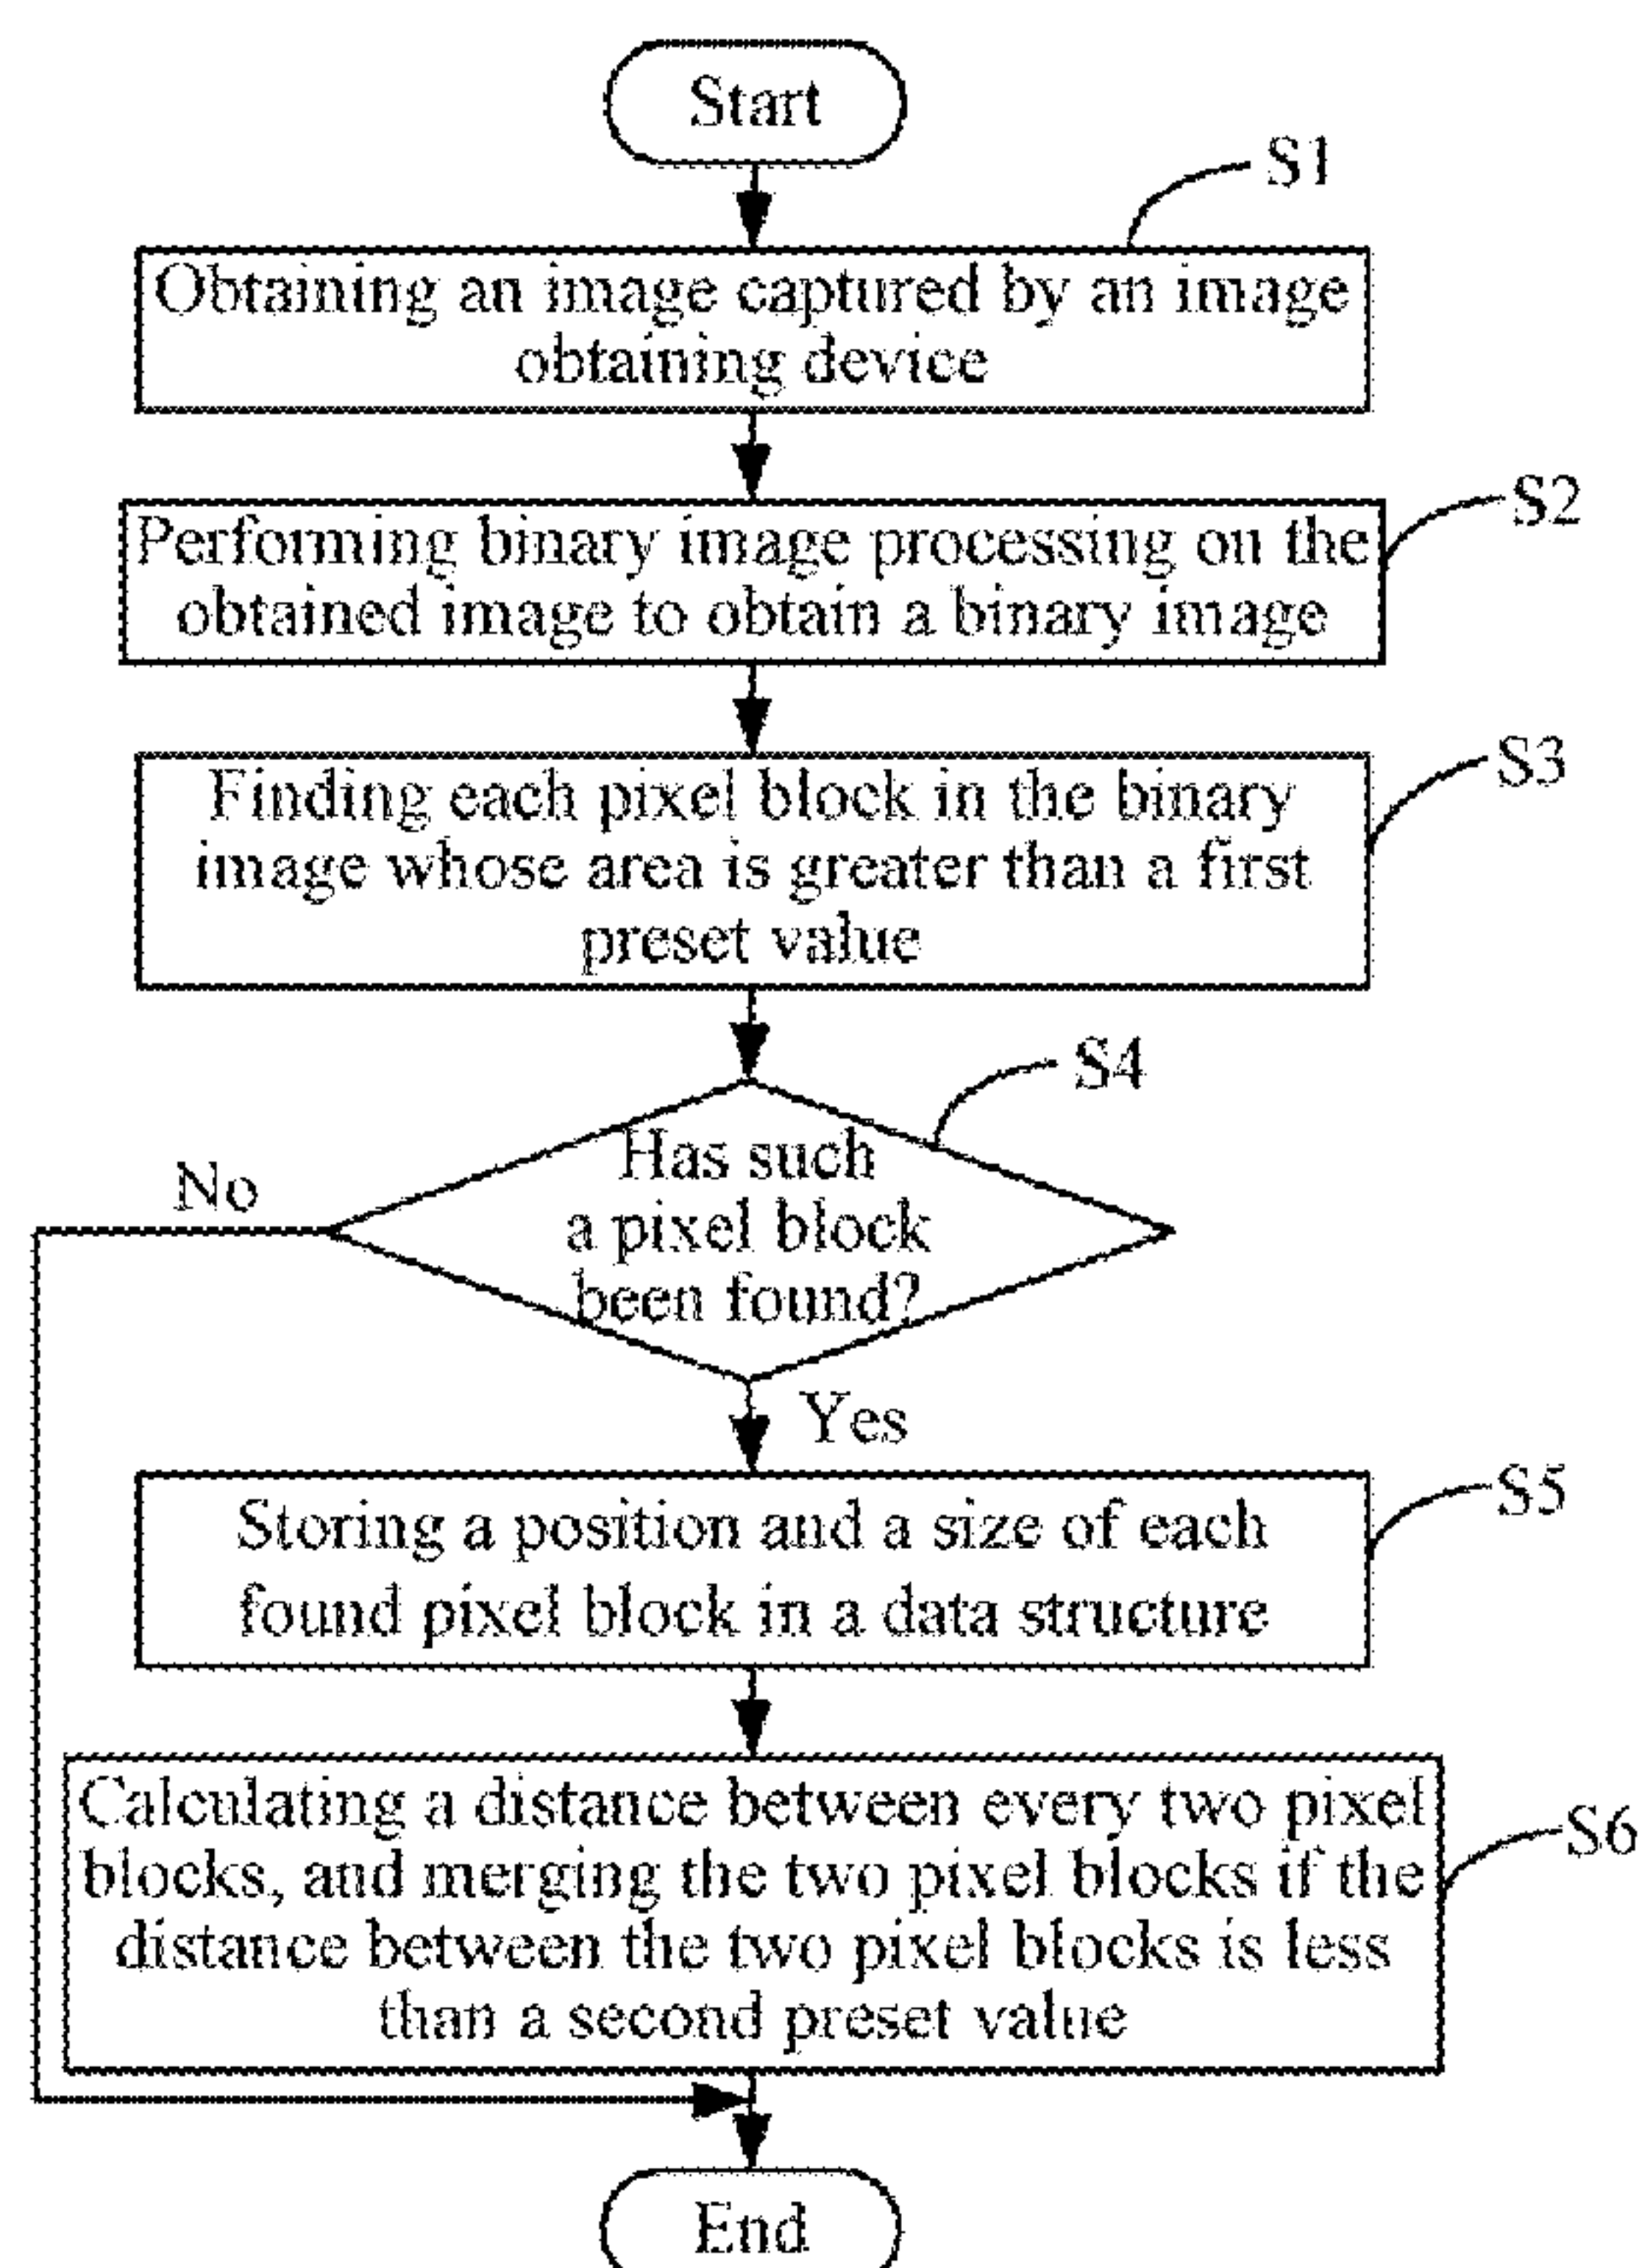 Start
S1
Obtaining an image captured by an image
obtaining device
S2
Performing binary image processing on the
obtained image to obtain a binary image
S3
Finding each pixel block in the binary
image whose area is greater than a first
preset value
S4
Has such
a pixel block
been found?
No
Yes
S5
Storing a position and a size of each
found pixel block in a data structure
S6
Calculating a distance between every two pixel
blocks, and merging the two pixel blocks if the
distance between the two pixel blocks is less
than a second preset value
End